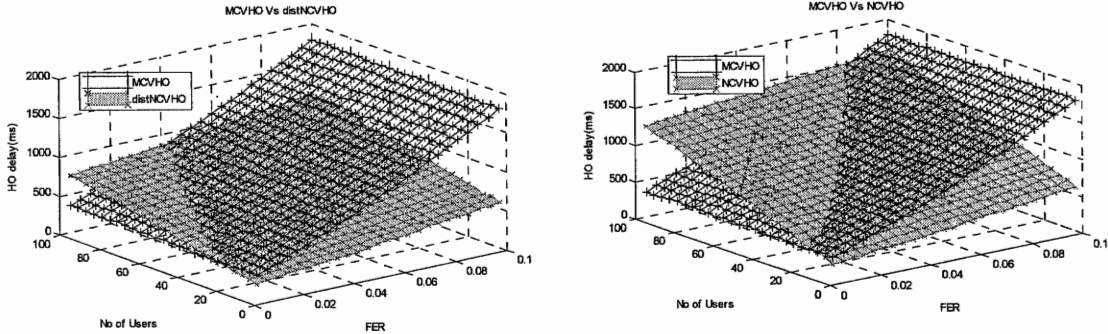 MCVHO Vs distNCVHO
MCVHO
distNCVHO
HO delay(ms)
2000
1500
1000
500
0
100
80
60
40
20
0
0
0.02
0.04
0.06
0.08
0.1
No of Users
FER
MCVHO Vs NCVHO
MCVHO
NCVHO
HO delay(ms)
2000
1500
1000
500
0
100
80
60
40
20
0
0
0.02
0.04
0.06
0.08
0.1
No of Users
FER